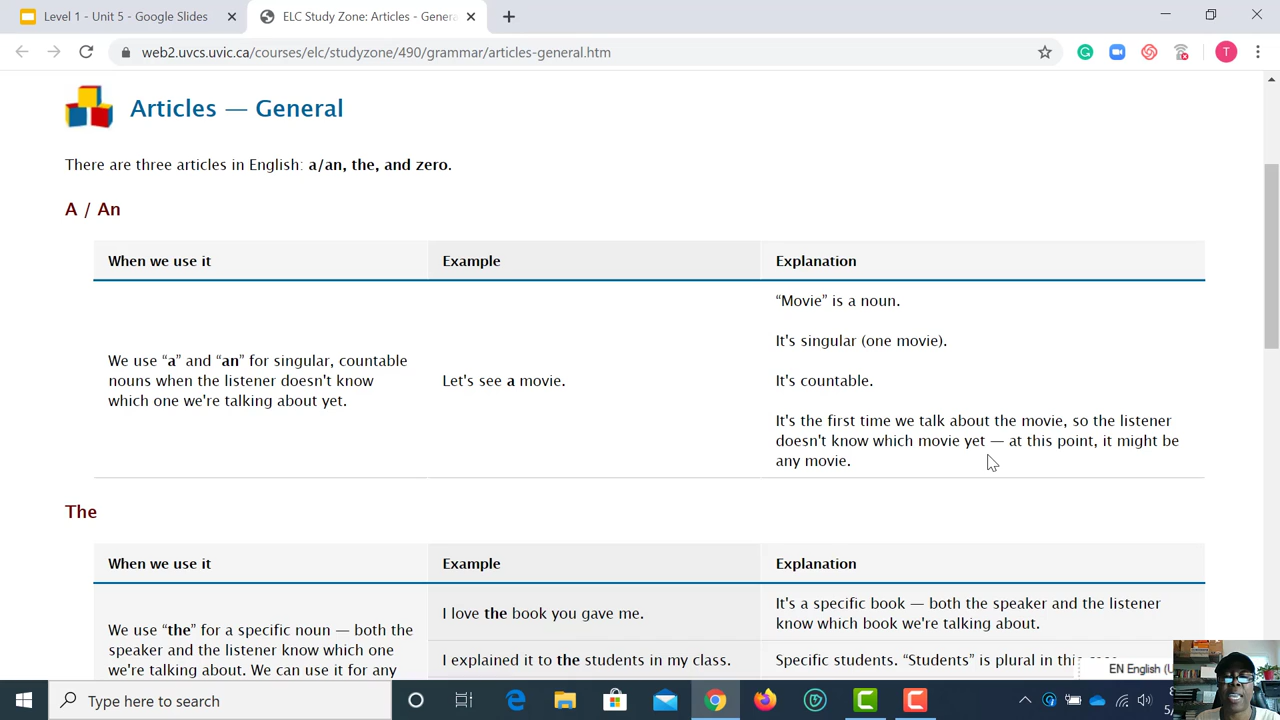 Level 1 - Unit 5 - Google Slides
ELC Study Zone: Articles - Genera
web2.uvcs.uvic.ca/courses/elc/studyzone/490/grammar/articles-general.htm
T
Articles — General
There are three articles in English: a/an, the, and zero.
A / An
When we use it Example Explanation
“Movie” is a noun.
It's singular (one movie).
We use “a” and “an” for singular, countable
nouns when the listener doesn't know
which one we're talking about yet.
Let's see a movie.
It's countable.
It's the first time we talk about the movie, so the listener
doesn't know which movie yet — at this point, it might be
any movie.
The
When we use it Example Explanation
We use “the” for a specific noun — both the
speaker and the listener know which one
we're talking about. We can use it for any
I love the book you gave me.
It's a specific book — both the speaker and the listener
know which book we're talking about.
I explained it to the students in my class.
Specific students. “Students” is plural in this
EN English (U
Type here to search